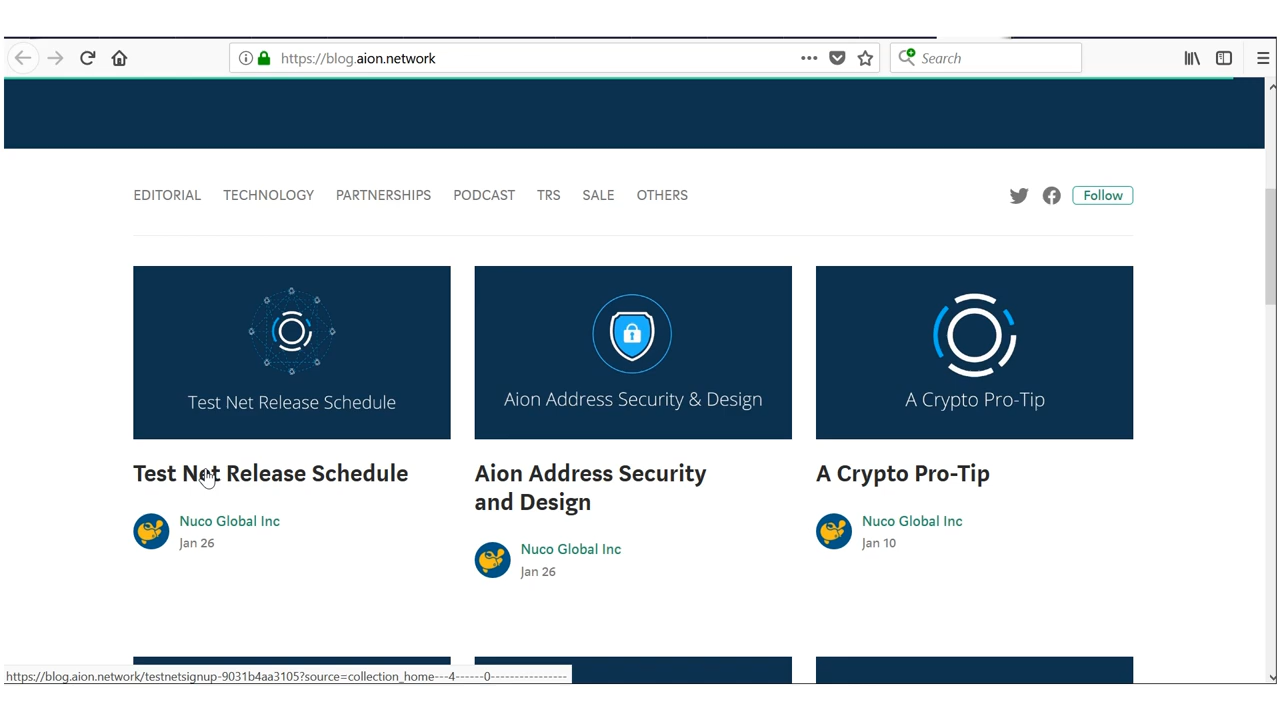 https://blog.aion.network
Search
EDITORIAL TECHNOLOGY PARTNERSHIPS PODCAST TRS SALE OTHERS
Follow
Test Net Release Schedule
Aion Address Security & Design
A Crypto Pro-Tip
Test Net Release Schedule
Nuco Global Inc
Jan 26
Aion Address Security
and Design
Nuco Global Inc
Jan 26
A Crypto Pro-Tip
Nuco Global Inc
Jan 10
https://blog.aion.network/testnetsignup-9031b4aa3105?source=collection_home---4------0----------------